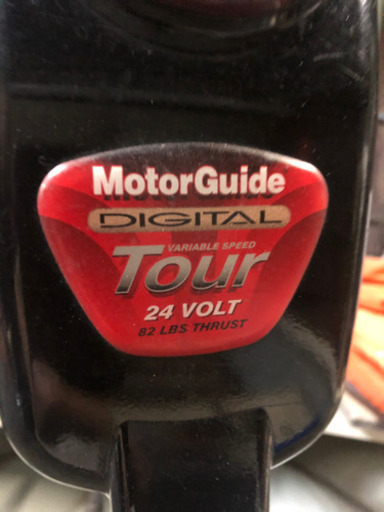 MotorGuide
DIGITAL
VARIABLE SPEED
Tour
24 VOLT
82 LBS THRUST